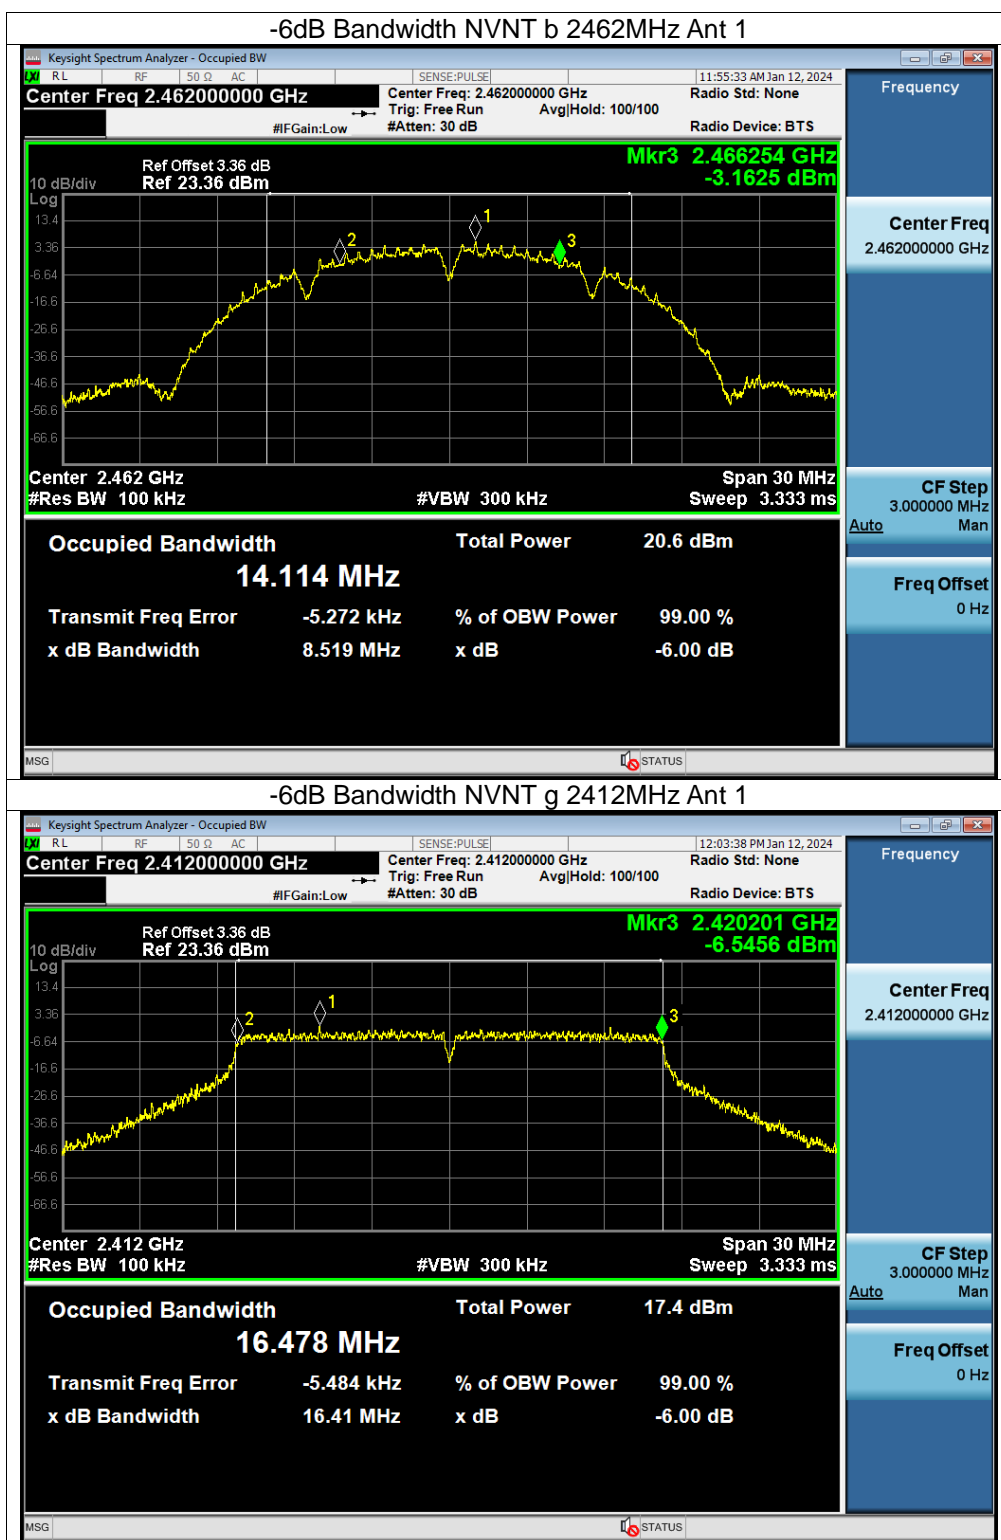 -6dB Bandwidth NVNT b 2462MHz Ant 1
Keysight Spectrum Analyzer - Occupied BW
LXI RL RF 50 Ω AC SENSE:PULSE 11:55:33 AM Jan 12, 2024
Center Freq 2.462000000 GHz Center Freq: 2.462000000 GHz Radio Std: None
Trig: Free Run Avg|Hold: 100/100
#IFGain:Low #Atten: 30 dB Radio Device: BTS
Frequency
Mkr3 2.466254 GHz
-3.1625 dBm
Ref Offset 3.36 dB
10 dB/div Ref 23.36 dBm
Log
13.4
3.36
-6.64
-16.6
-26.6
-36.6
-46.6
-56.6
-66.6
1
2
3
Center 2.462 GHz Span 30 MHz
#Res BW 100 kHz #VBW 300 kHz Sweep 3.333 ms
Center Freq
2.462000000 GHz
CF Step
3.000000 MHz
Auto Man
Freq Offset
0 Hz
Occupied Bandwidth Total Power 20.6 dBm
14.114 MHz
Transmit Freq Error -5.272 kHz % of OBW Power 99.00 %
x dB Bandwidth 8.519 MHz x dB -6.00 dB
MSG STATUS
-6dB Bandwidth NVNT g 2412MHz Ant 1
Keysight Spectrum Analyzer - Occupied BW
LXI RL RF 50 Ω AC SENSE:PULSE 12:03:38 PM Jan 12, 2024
Center Freq 2.412000000 GHz Center Freq: 2.412000000 GHz Radio Std: None
Trig: Free Run Avg|Hold: 100/100
#IFGain:Low #Atten: 30 dB Radio Device: BTS
Frequency
Mkr3 2.420201 GHz
-6.5456 dBm
Ref Offset 3.36 dB
10 dB/div Ref 23.36 dBm
Log
13.4
3.36
-6.64
-16.6
-26.6
-36.6
-46.6
-56.6
-66.6
1
2
3
Center 2.412 GHz Span 30 MHz
#Res BW 100 kHz #VBW 300 kHz Sweep 3.333 ms
Center Freq
2.412000000 GHz
CF Step
3.000000 MHz
Auto Man
Freq Offset
0 Hz
Occupied Bandwidth Total Power 17.4 dBm
16.478 MHz
Transmit Freq Error -5.484 kHz % of OBW Power 99.00 %
x dB Bandwidth 16.41 MHz x dB -6.00 dB
MSG STATUS